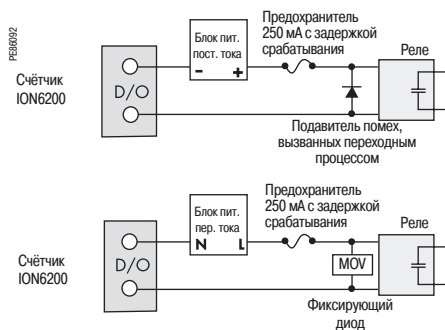 PE86092
Счётчик
ION6200
D/O
Блок пит.
пост. тока
- +
Предохранитель
250 мА с задержкой
срабатывания
Реле
Подавитель помех,
вызванных переходным
процессом
Счётчик
ION6200
D/O
Блок пит.
пер. тока
N L
Предохранитель
250 мА с задержкой
срабатывания
Реле
MOV
Фиксирующий
диод